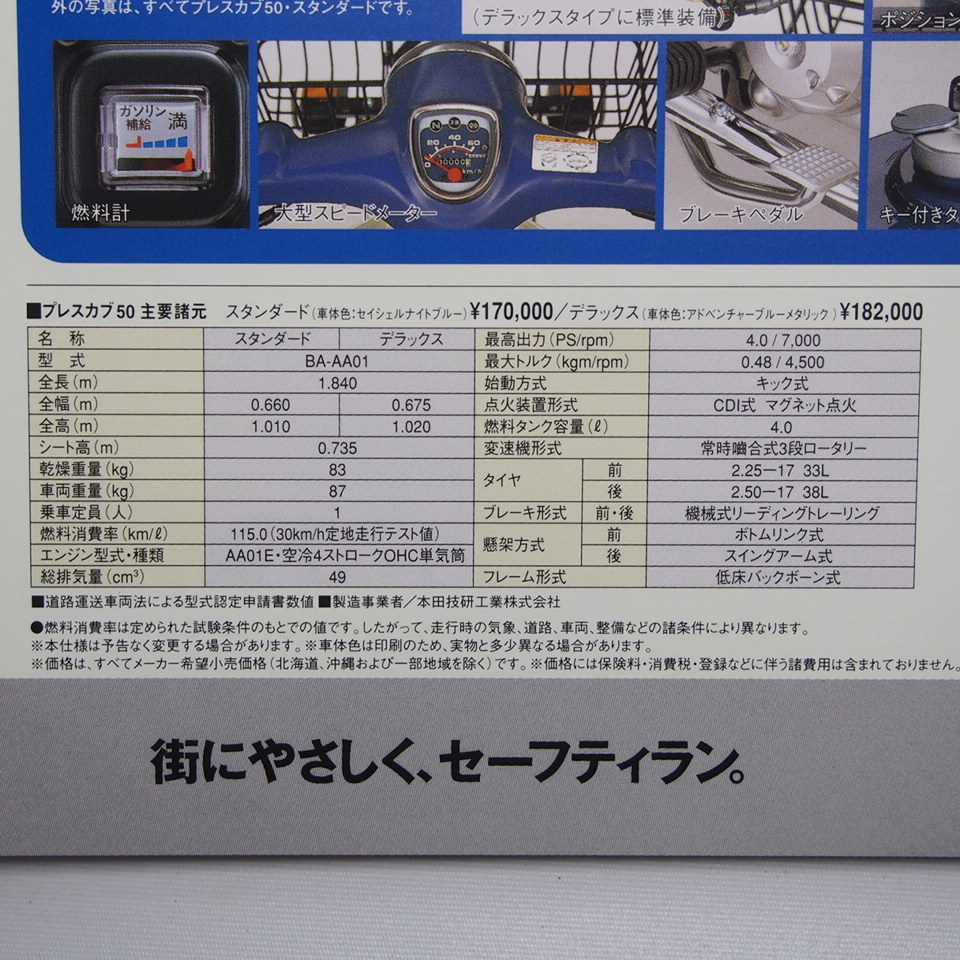 外の写真は、すべてプレスカブ50・スタンダードです。
(デラックスタイプに標準装備)
ポジション
ガソリン
補給 満
燃料計
N
20 40 60
km/h
大型スピードメーター
ブレーキペダル
キー付きタ
■プレスカブ50 主要諸元 スタンダード(車体色:セイシェルナイトブルー)¥170,000/デラックス(車体色:アドベンチャーブルーメタリック)¥182,000
名 称 スタンダード デラックス 最高出力(PS/rpm) 4.0 / 7,000
型 式 BA-AA01 最大トルク(kgm/rpm) 0.48 / 4,500
全長(m) 1.840 始動方式 キック式
全幅(m) 0.660 0.675 点火装置形式 CDI式 マグネット点火
全高(m) 1.010 1.020 燃料タンク容量(ℓ) 4.0
シート高(m) 0.735 変速機形式 常時嚙合式3段ロータリー
乾燥重量(kg) 83 タイヤ 前 2.25－17 33L
車両重量(kg) 87 後 2.50－17 38L
乗車定員(人) 1 ブレーキ形式 前・後 機械式リーディングトレーリング
燃料消費率(km/ℓ) 115.0(30km/h定地走行テスト値) 懸架方式 前 ボトムリンク式
エンジン型式・種類 AA01E・空冷4ストロークOHC単気筒 後 スイングアーム式
総排気量(cm³) 49 フレーム形式 低床バックボーン式
■道路運送車両法による型式認定申請書数値 ■製造事業者/本田技研工業株式会社
●燃料消費率は定められた試験条件のもとでの値です。したがって、走行時の気象、道路、車両、整備などの諸条件により異なります。
※本仕様は予告なく変更する場合があります。※車体色は印刷のため、実物と多少異なる場合があります。
※価格は、すべてメーカー希望小売価格(北海道、沖縄および一部地域を除く)です。※価格には保険料・消費税・登録などに伴う諸費用は含まれておりません。
街にやさしく、セーフティラン。